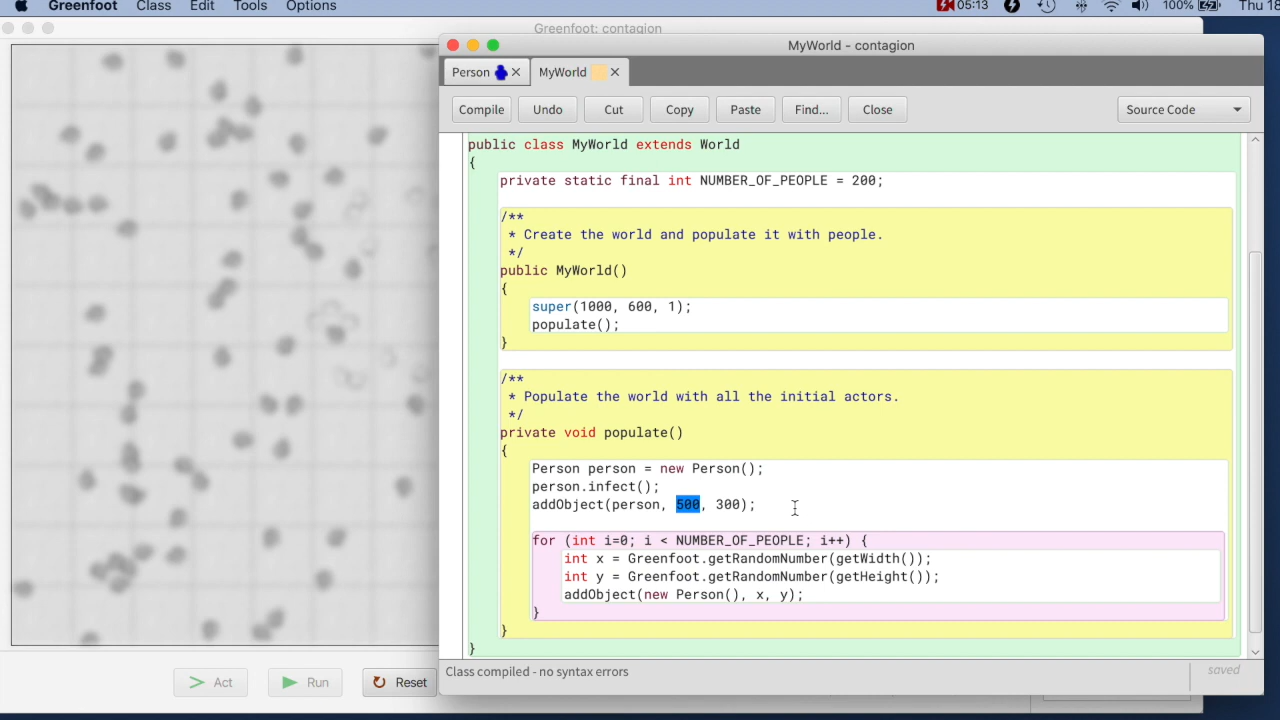 Greenfoot Class Edit Tools Options 05:13 100% Thu 18
Greenfoot: contagion
MyWorld - contagion
Person MyWorld
Compile Undo Cut Copy Paste Find... Close Source Code
public class MyWorld extends World
{
private static final int NUMBER_OF_PEOPLE = 200;
/**
* Create the world and populate it with people.
*/
public MyWorld()
{
super(1000, 600, 1);
populate();
}
/**
* Populate the world with all the initial actors.
*/
private void populate()
{
Person person = new Person();
person.infect();
addObject(person, 500, 300);
for (int i=0; i < NUMBER_OF_PEOPLE; i++) {
int x = Greenfoot.getRandomNumber(getWidth());
int y = Greenfoot.getRandomNumber(getHeight());
addObject(new Person(), x, y);
}
}
}
Class compiled - no syntax errors
saved
> Act Run Reset